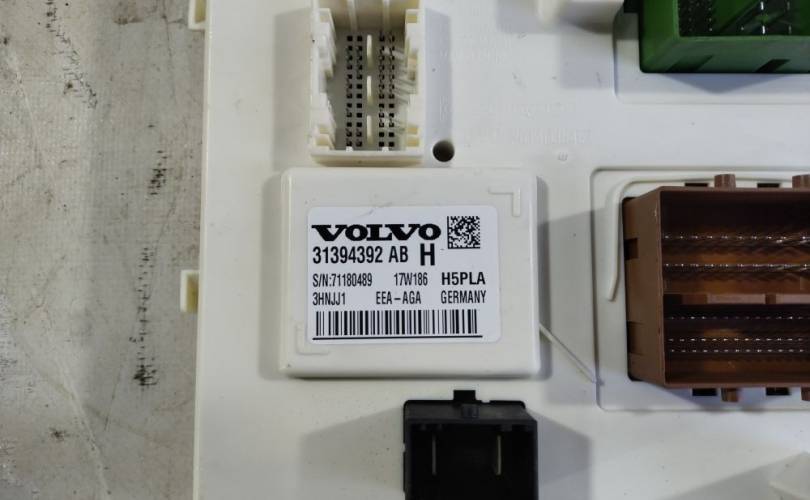 VOLVO
31394392 AB H
S/N:71180489 17W186 H5PLA
3HNJJ1 EEA-AGA GERMANY